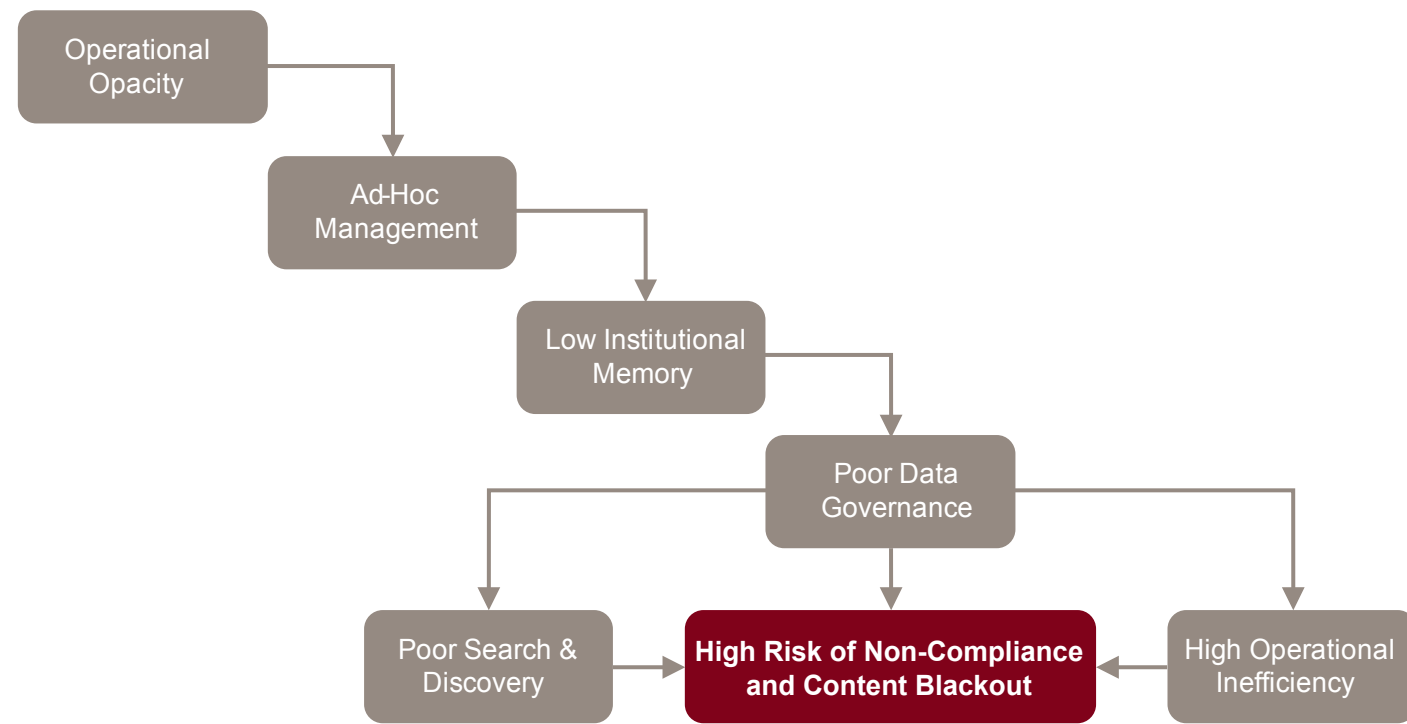 Operational
Opacity
Ad-Hoc
Management
Low Institutional
Memory
Poor Data
Governance
Poor Search &
Discovery
High Risk of Non-Compliance
and Content Blackout
High Operational
Inefficiency